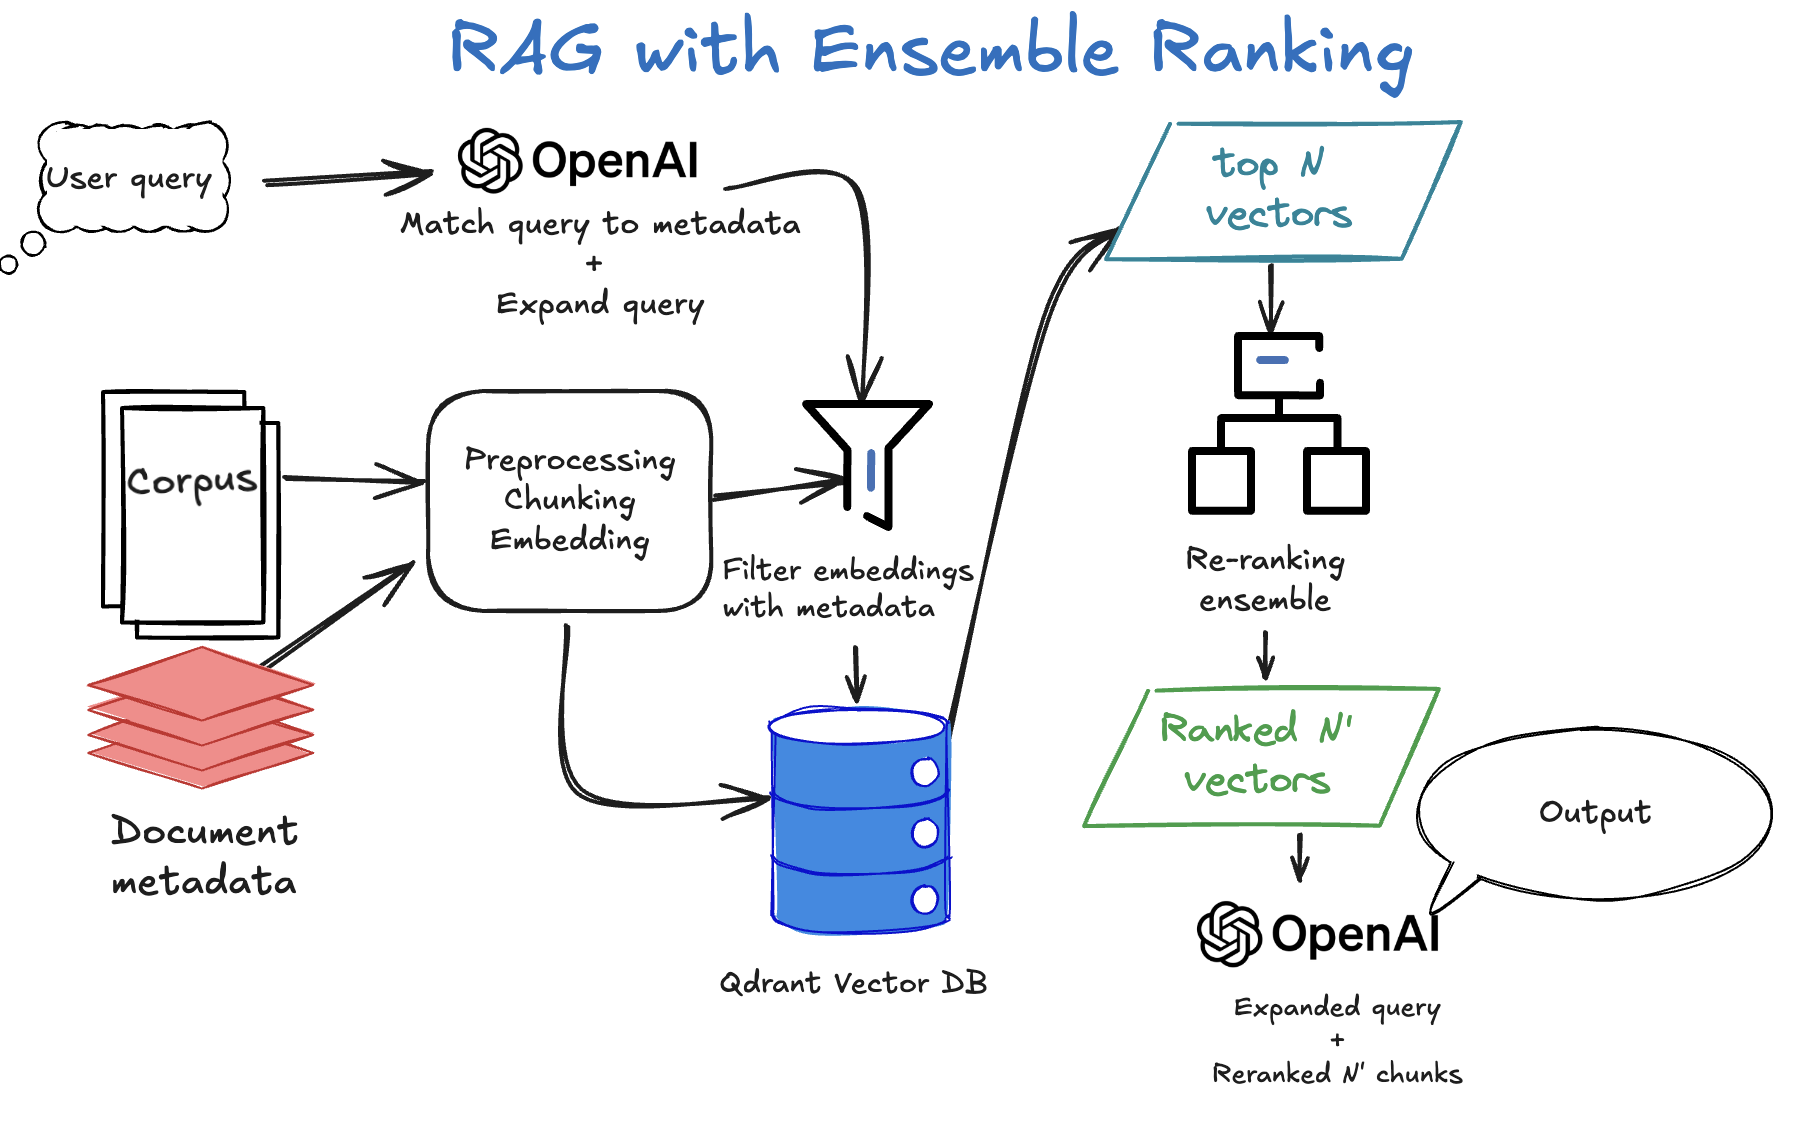 RAG with Ensemble Ranking
User query
OpenAI
Match query to metadata
+
Expand query
Corpus
Document
metadata
Preprocessing
Chunking
Embedding
Filter embeddings
with metadata
Qdrant Vector DB
top N
vectors
Re-ranking
ensemble
Ranked N'
vectors
Output
OpenAI
Expanded query
+
Reranked N' chunks